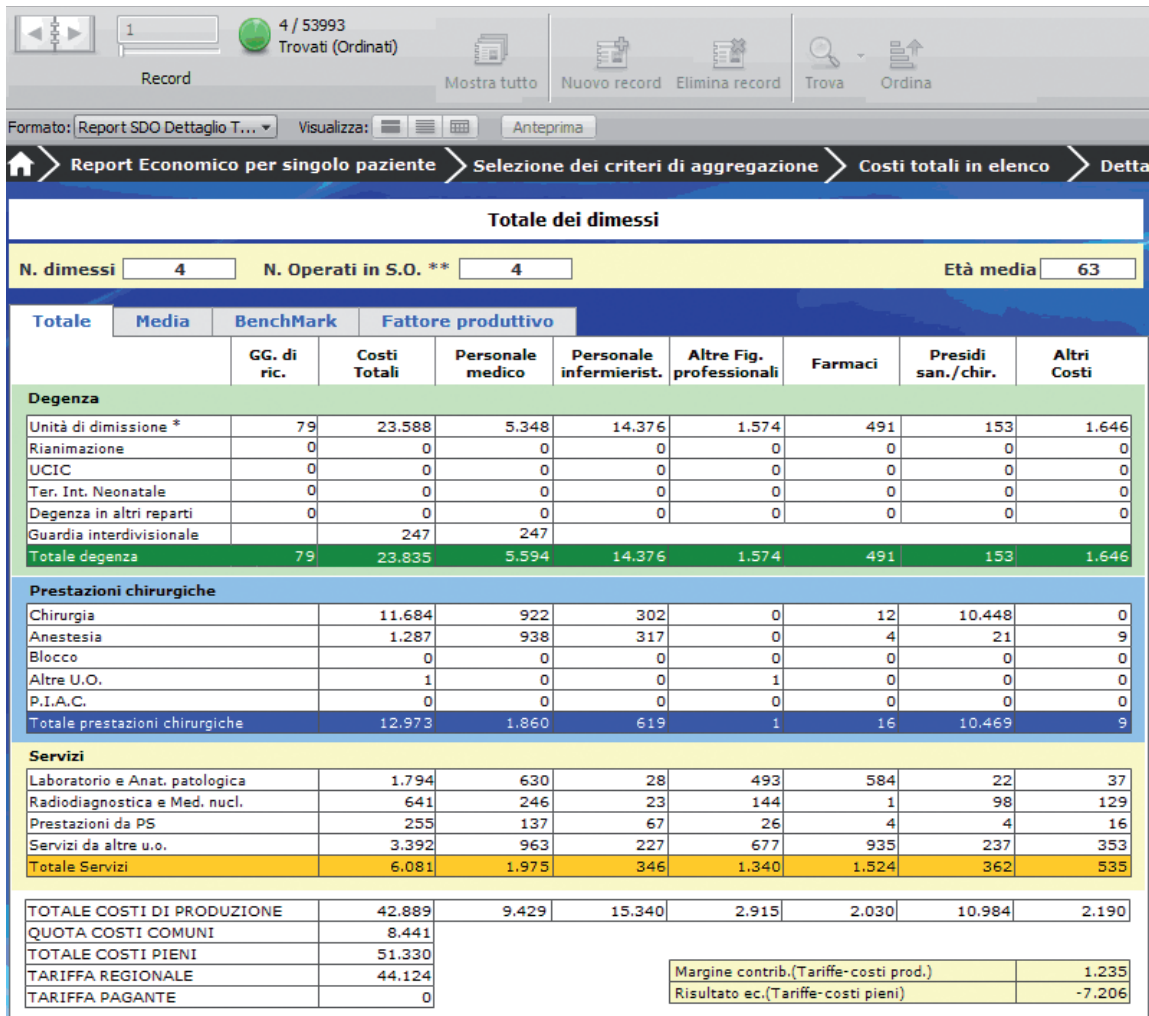 1
4 / 53993
Trovati (Ordinati)
Record
Mostra tutto
Nuovo record
Elimina record
Trova
Ordina
Formato: Report SDO Dettaglio T...
Visualizza:
Anteprima
Report Economico per singolo paziente
Selezione dei criteri di aggregazione
Costi totali in elenco
Detta
Totale dei dimessi
N. dimessi 4 N. Operati in S.O. ** 4 Età media 63
Totale Media BenchMark Fattore produttivo
GG. di ric. Costi Totali Personale medico Personale infermierist. Altre Fig. professionali Farmaci Presidi san./chir. Altri Costi
Degenza
Unità di dimissione * 79 23.588 5.348 14.376 1.574 491 153 1.646
Rianimazione 0 0 0 0 0 0 0 0
UCIC 0 0 0 0 0 0 0 0
Ter. Int. Neonatale 0 0 0 0 0 0 0 0
Degenza in altri reparti 0 0 0 0 0 0 0 0
Guardia interdivisionale 247 247
Totale degenza 79 23.835 5.594 14.376 1.574 491 153 1.646
Prestazioni chirurgiche
Chirurgia 11.684 922 302 0 12 10.448 0
Anestesia 1.287 938 317 0 4 21 9
Blocco 0 0 0 0 0 0 0
Altre U.O. 1 0 0 1 0 0 0
P.I.A.C. 0 0 0 0 0 0 0
Totale prestazioni chirurgiche 12.973 1.860 619 1 16 10.469 9
Servizi
Laboratorio e Anat. patologica 1.794 630 28 493 584 22 37
Radiodiagnostica e Med. nucl. 641 246 23 144 1 98 129
Prestazioni da PS 255 137 67 26 4 4 16
Servizi da altre u.o. 3.392 963 227 677 935 237 353
Totale Servizi 6.081 1.975 346 1.340 1.524 362 535
TOTALE COSTI DI PRODUZIONE 42.889 9.429 15.340 2.915 2.030 10.984 2.190
QUOTA COSTI COMUNI 8.441
TOTALE COSTI PIENI 51.330
TARIFFA REGIONALE 44.124 Margine contrib.(Tariffe-costi prod.) 1.235
TARIFFA PAGANTE 0 Risultato ec.(Tariffe-costi pieni) -7.206